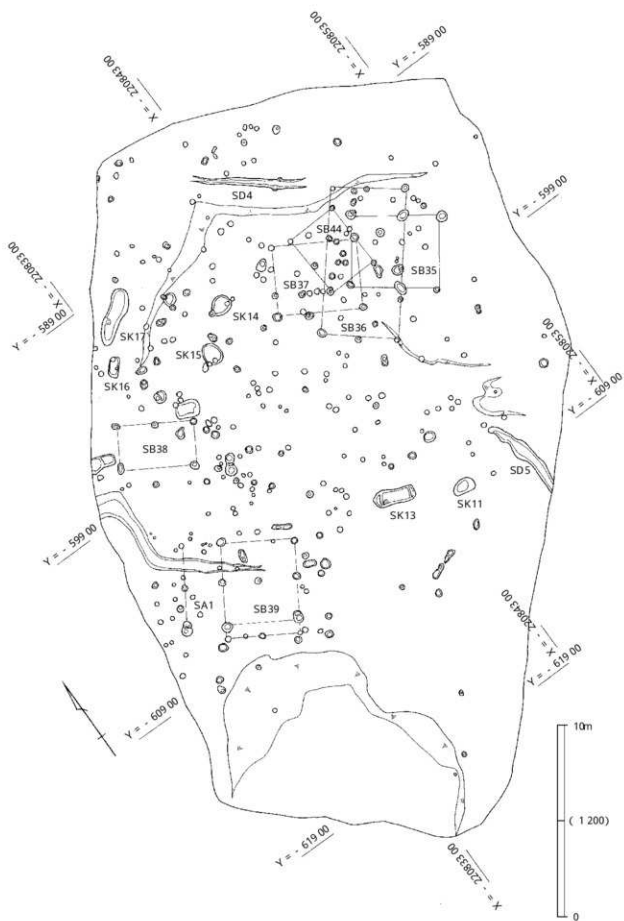 X = - 220843 00
X = - 220853 00
Y = - 589 00
SD4
Y = - 599 00
SB44
SB35
SB37
SB36
X = - 220833 00
Y = - 589 00
SK14
SK17
SK15
SK16
X = - 220853 00
Y = - 609 00
SB38
SD5
SK13
SK11
Y = - 599 00
SA1
SB39
X = - 220843 00
Y = - 619 00
Y = - 609 00
10m
( 1 200)
Y = - 619 00
X = - 220833 00
0